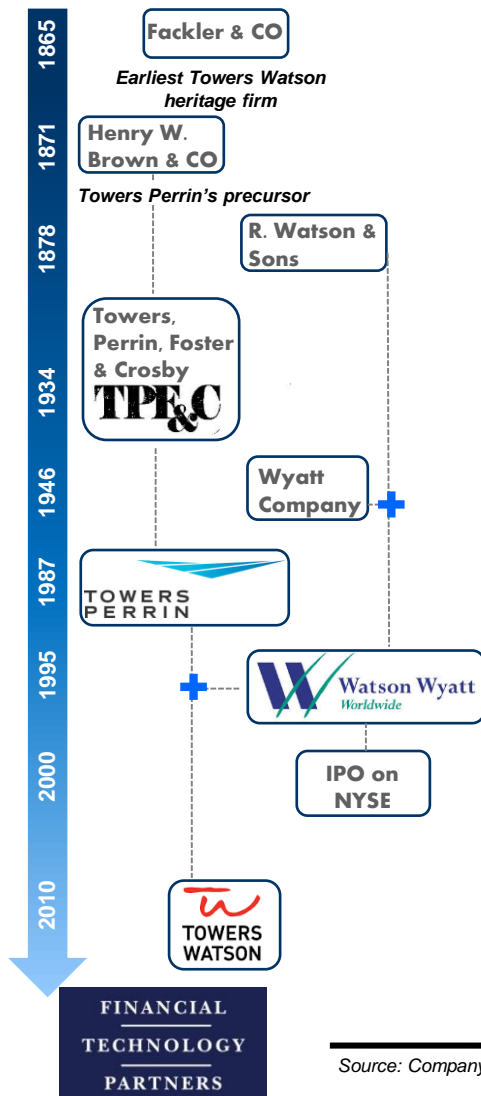 1865
Fackler & CO
Earliest Towers Watson
heritage firm
1871
Henry W.
Brown & CO
Towers Perrin's precursor
1878
R. Watson &
Sons
1934
Towers,
Perrin, Foster
& Crosby
TPF&C
1946
Wyatt
Company
1987
TOWERS
PERRIN
1995
W
Watson Wyatt
Worldwide
2000
IPO on
NYSE
2010
TW
TOWERS
WATSON
FINANCIAL
TECHNOLOGY
PARTNERS
Source: Company